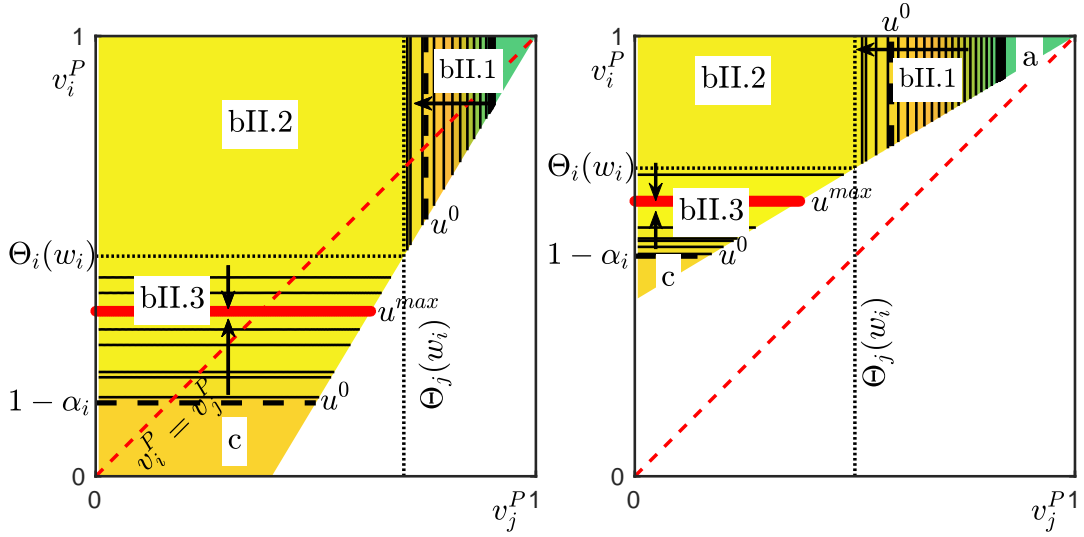 1
v_i^P
bII.1
bII.2
u^0
Θ_i(w_i)
bII.3
u^{max}
Θ_j(w_i)
1 − α_i
u^0
v_i^P = v_j^P
c
0
0
v_j^P
1
u^0
1
a
v_i^P
bII.2
bII.1
Θ_i(w_i)
u^{max}
bII.3
u^0
1 − α_i
c
Θ_j(w_i)
0
0
v_j^P
1